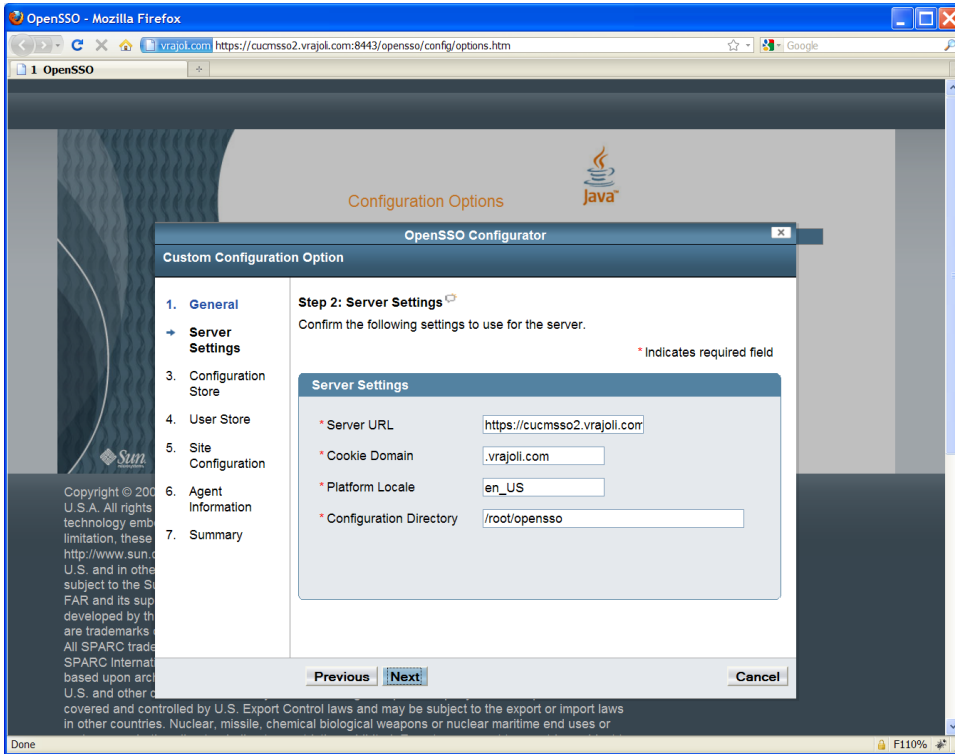 OpenSSO - Mozilla Firefox
vrajoli.com https://cucmsso2.vrajoli.com:8443/opensso/config/options.htm
Google
1 OpenSSO
Java™
Configuration Options
OpenSSO Configurator
Custom Configuration Option
1. General
Server
Settings
3. Configuration
Store
4. User Store
5. Site
Configuration
6. Agent
Information
7. Summary
Step 2: Server Settings
Confirm the following settings to use for the server.
* Indicates required field
Server Settings
* Server URL https://cucmsso2.vrajoli.com
* Cookie Domain .vrajoli.com
* Platform Locale en_US
* Configuration Directory /root/opensso
Previous Next Cancel
Sun
Copyright © 200
U.S.A. All rights
technology emb
limitation, these
http://www.sun.c
U.S. and in othe
subject to the Su
FAR and its sup
developed by th
are trademarks
All SPARC trade
SPARC Internat
based upon arch
U.S. and other c
covered and controlled by U.S. Export Control laws and may be subject to the export or import laws
in other countries. Nuclear, missile, chemical biological weapons or nuclear maritime end uses or
Done
F110%